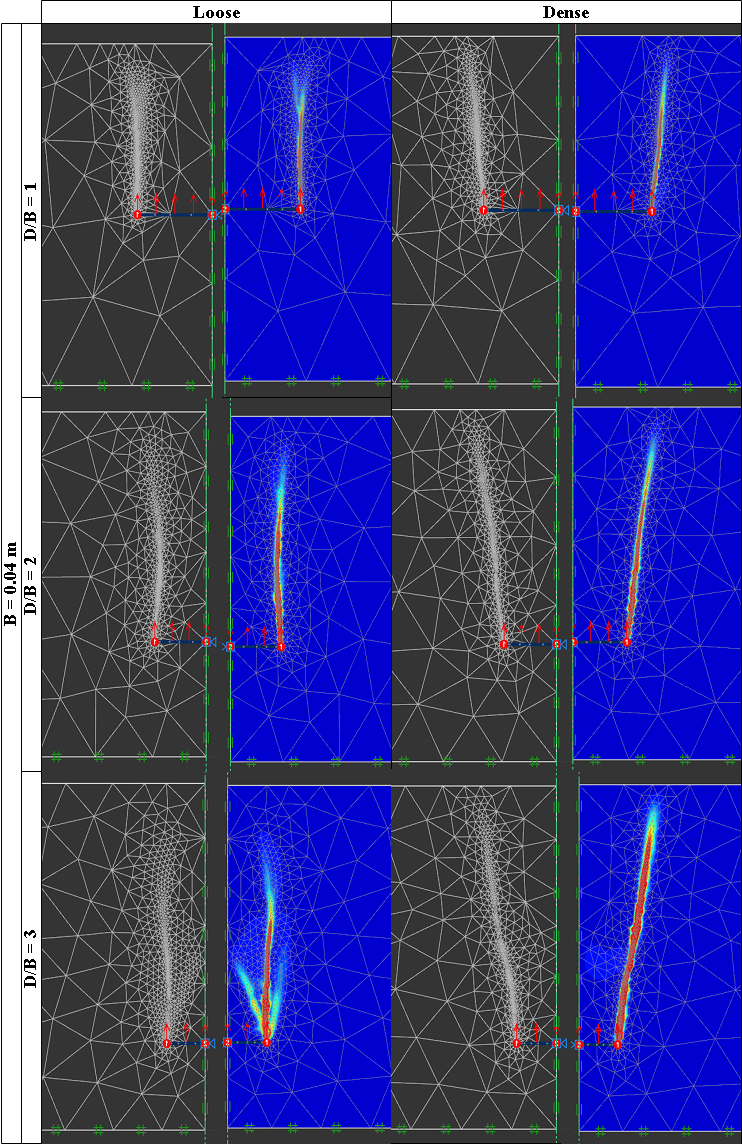 Loose
Dense
B = 0.04 m
D/B = 1
D/B = 2
D/B = 3